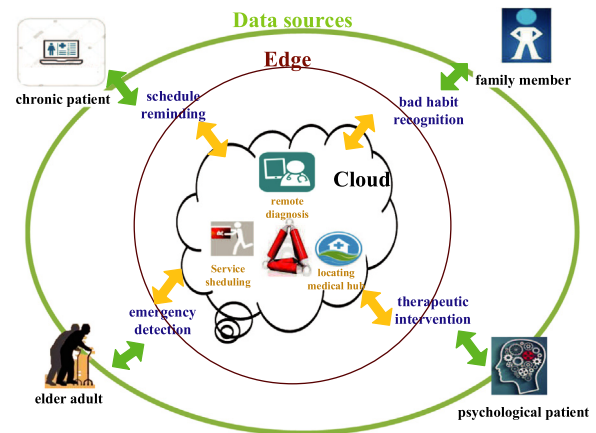 Data sources
Edge
chronic patient
family member
schedule
reminding
bad habit
recognition
Cloud
remote
diagnosis
Service
sheduling
locating
medical hub
emergency
detection
therapeutic
intervention
elder adult
psychological patient